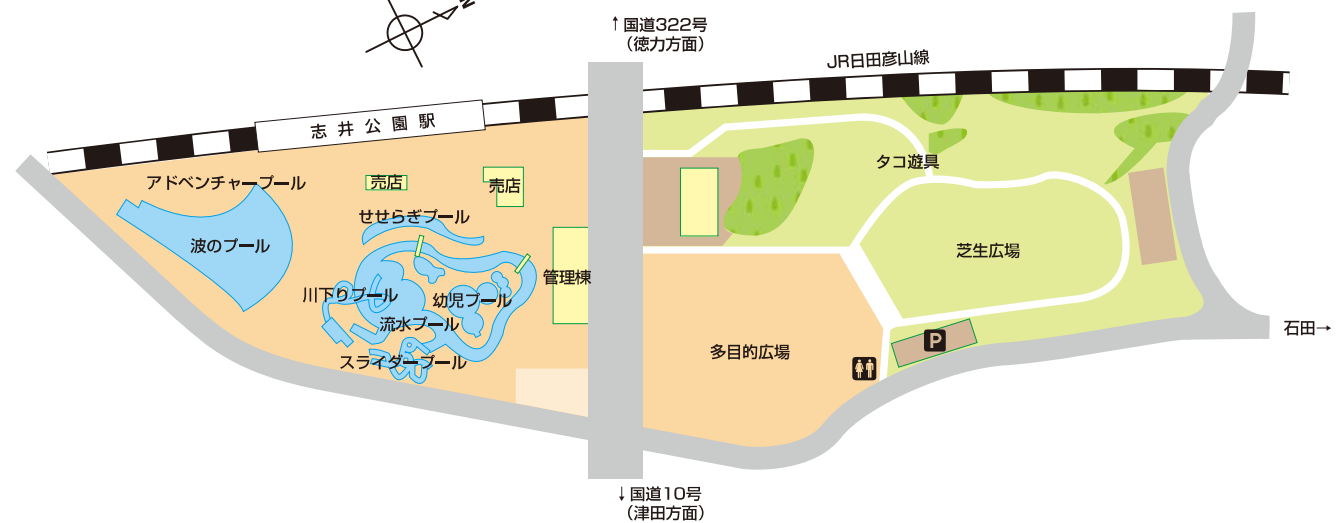 N
↑国道322号
（徳力方面）
JR日田彦山線
志井公園駅
アドベンチャープール
売店
売店
タコ遊具
せせらぎプール
波のプール
芝生広場
管理棟
川下りプール
幼児プール
流水プール
石田→
P
多目的広場
スライダープール
↓国道10号
（津田方面）